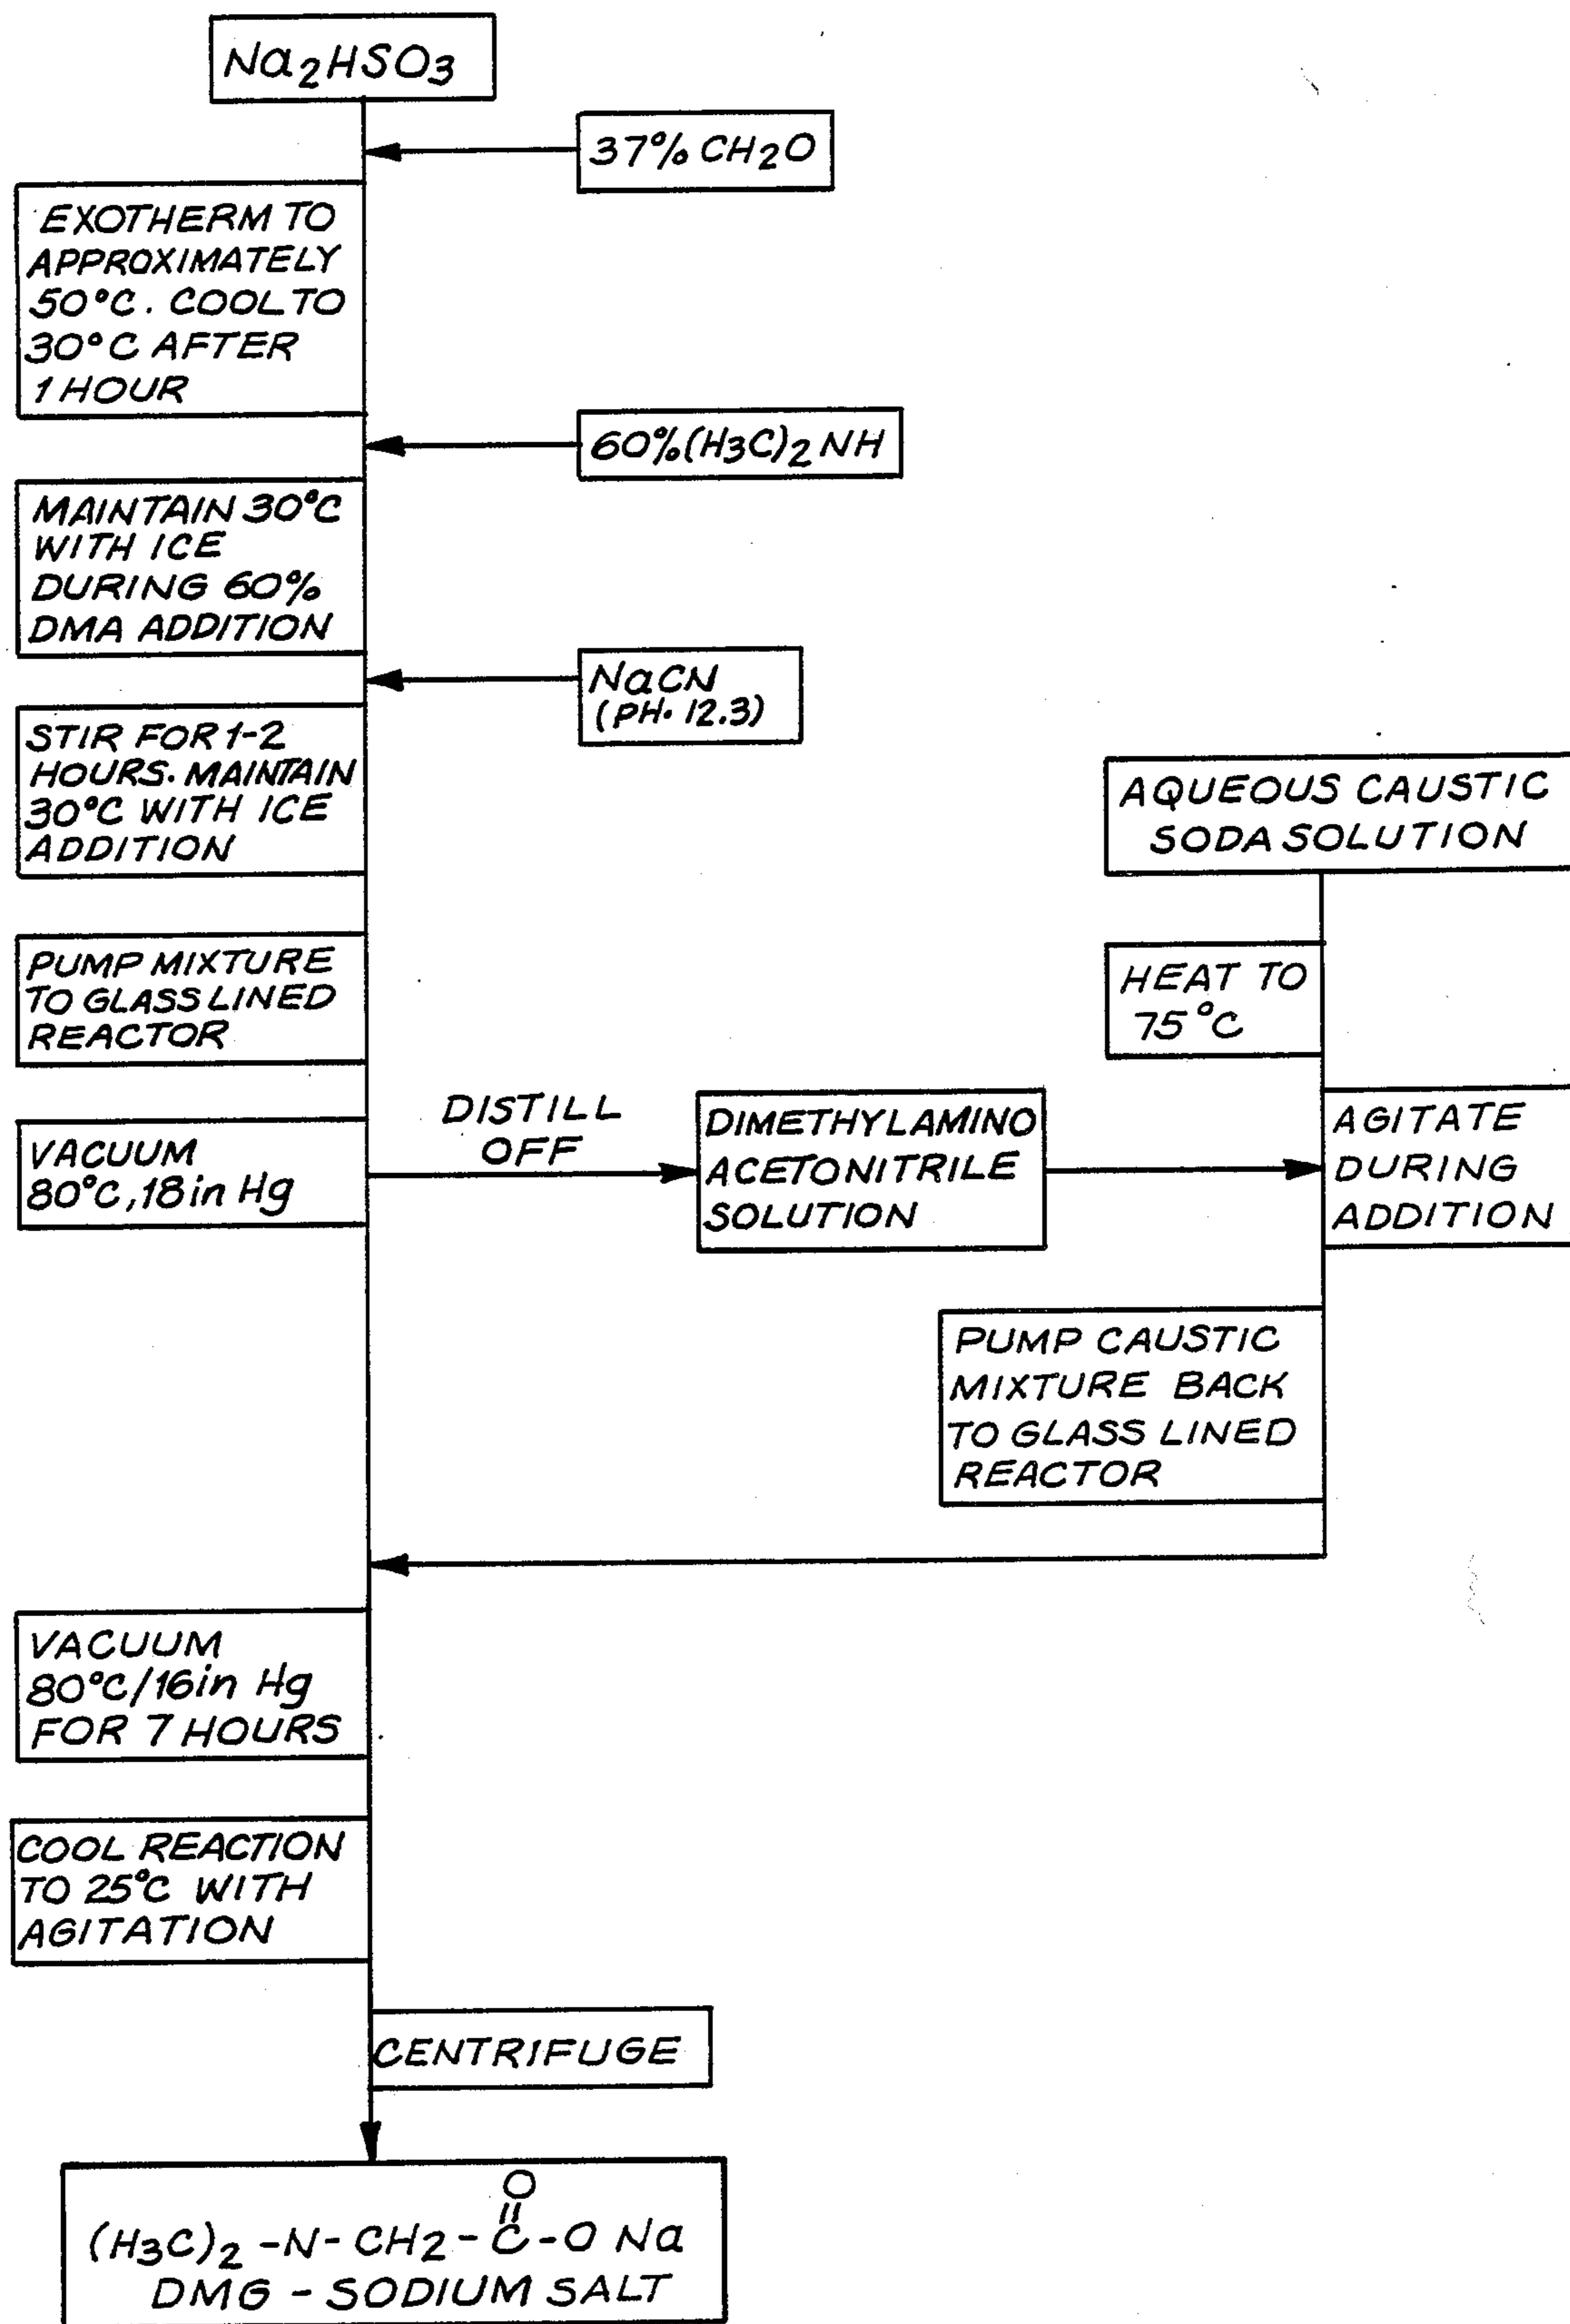 Na2HSO3
37% CH2O
EXOTHERM TO
APPROXIMATELY
50°C. COOL TO
30°C AFTER
1 HOUR
60%(H3C)2 NH
MAINTAIN 30°C
WITH ICE
DURING 60%
DMA ADDITION
NaCN
(PH. 12.3)
STIR FOR 1-2
HOURS. MAINTAIN
30°C WITH ICE
ADDITION
AQUEOUS CAUSTIC
SODA SOLUTION
PUMP MIXTURE
TO GLASS LINED
REACTOR
HEAT TO
75°C
VACUUM
80°C, 18 in Hg
DISTILL
OFF
DIMETHYLAMINO
ACETONITRILE
SOLUTION
AGITATE
DURING
ADDITION
PUMP CAUSTIC
MIXTURE BACK
TO GLASS LINED
REACTOR
VACUUM
80°C/16 in Hg
FOR 7 HOURS
COOL REACTION
TO 25°C WITH
AGITATION
CENTRIFUGE
O
(H3C)2 -N- CH2 - C - O Na
DMG - SODIUM SALT